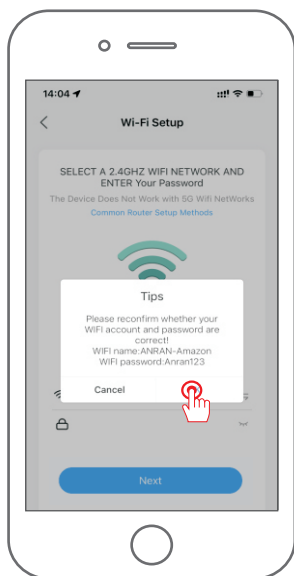 14:04
Wi-Fi Setup
SELECT A 2.4GHZ WIFI NETWORK AND
ENTER Your Password
The Device Does Not Work with 5G Wifi NetWorks
Common Router Setup Methods
Tips
Please reconfirm whether your
WIFI account and password are
correct!
WIFI name:ANRAN-Amazon
WIFI password:Anran123
Cancel
Next